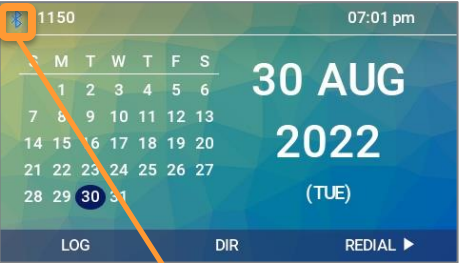 1150 07:01 pm
S M T W T F S
1 2 3 4 5 6
7 8 9 10 11 12 13
14 15 16 17 18 19 20
21 22 23 24 25 26 27
28 29 30 31
30 AUG
2022
(TUE)
LOG DIR REDIAL ▶